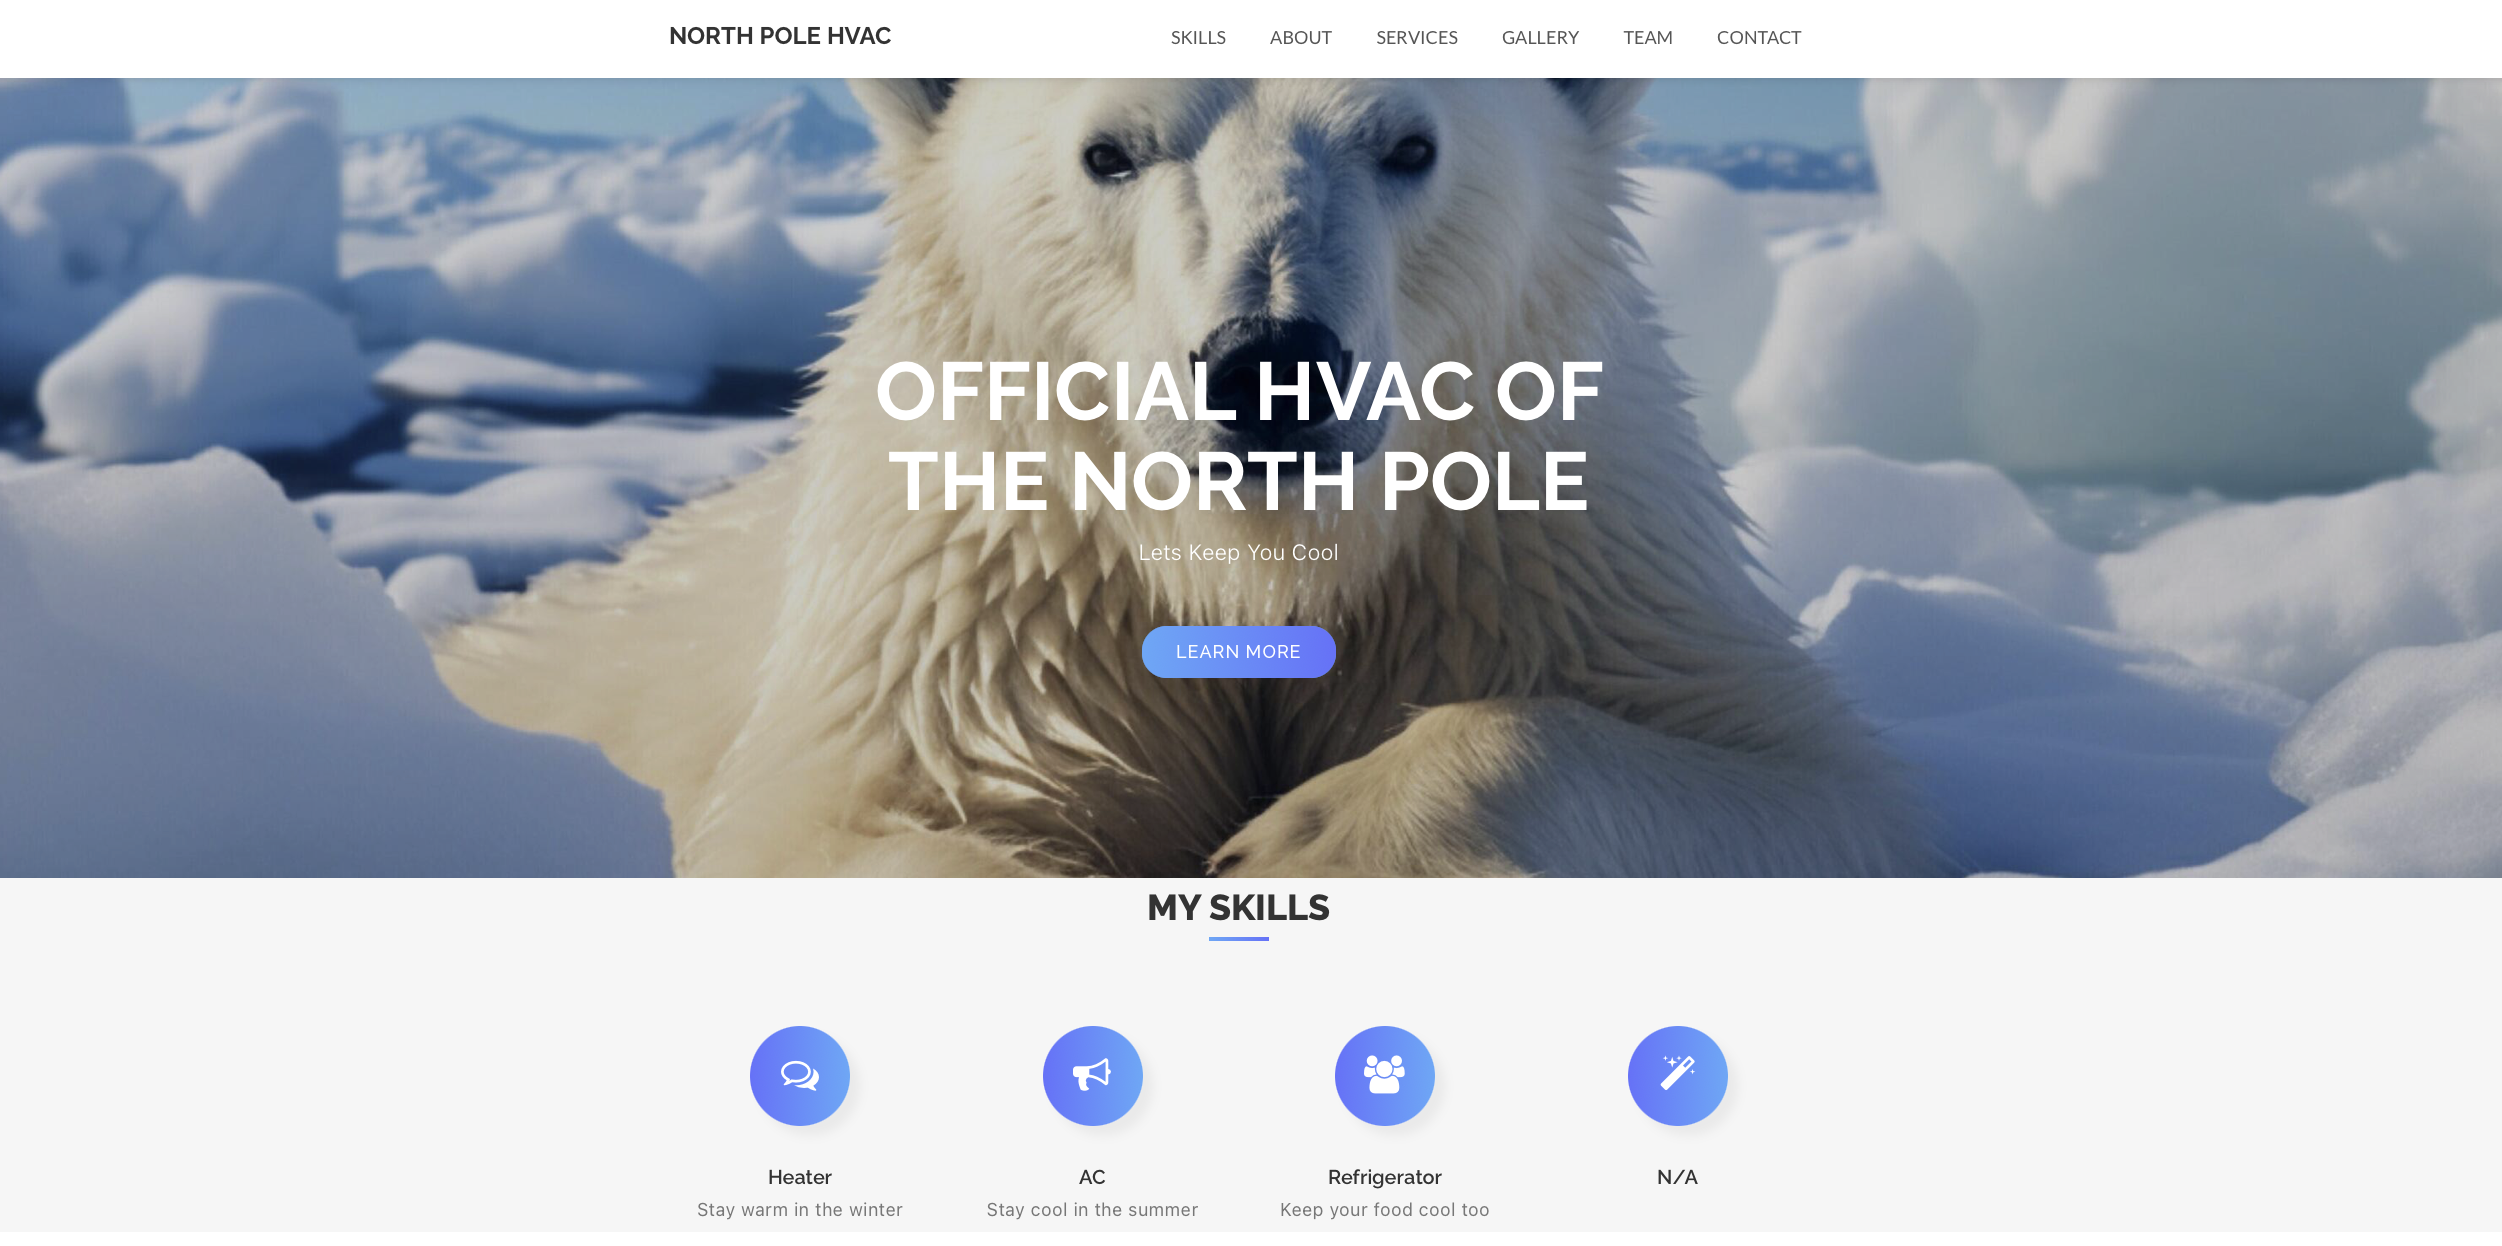 NORTH POLE HVAC
SKILLS ABOUT SERVICES GALLERY TEAM CONTACT
OFFICIAL HVAC OF
THE NORTH POLE
Lets Keep You Cool
LEARN MORE
MY SKILLS
Heater
Stay warm in the winter
AC
Stay cool in the summer
Refrigerator
Keep your food cool too
N/A